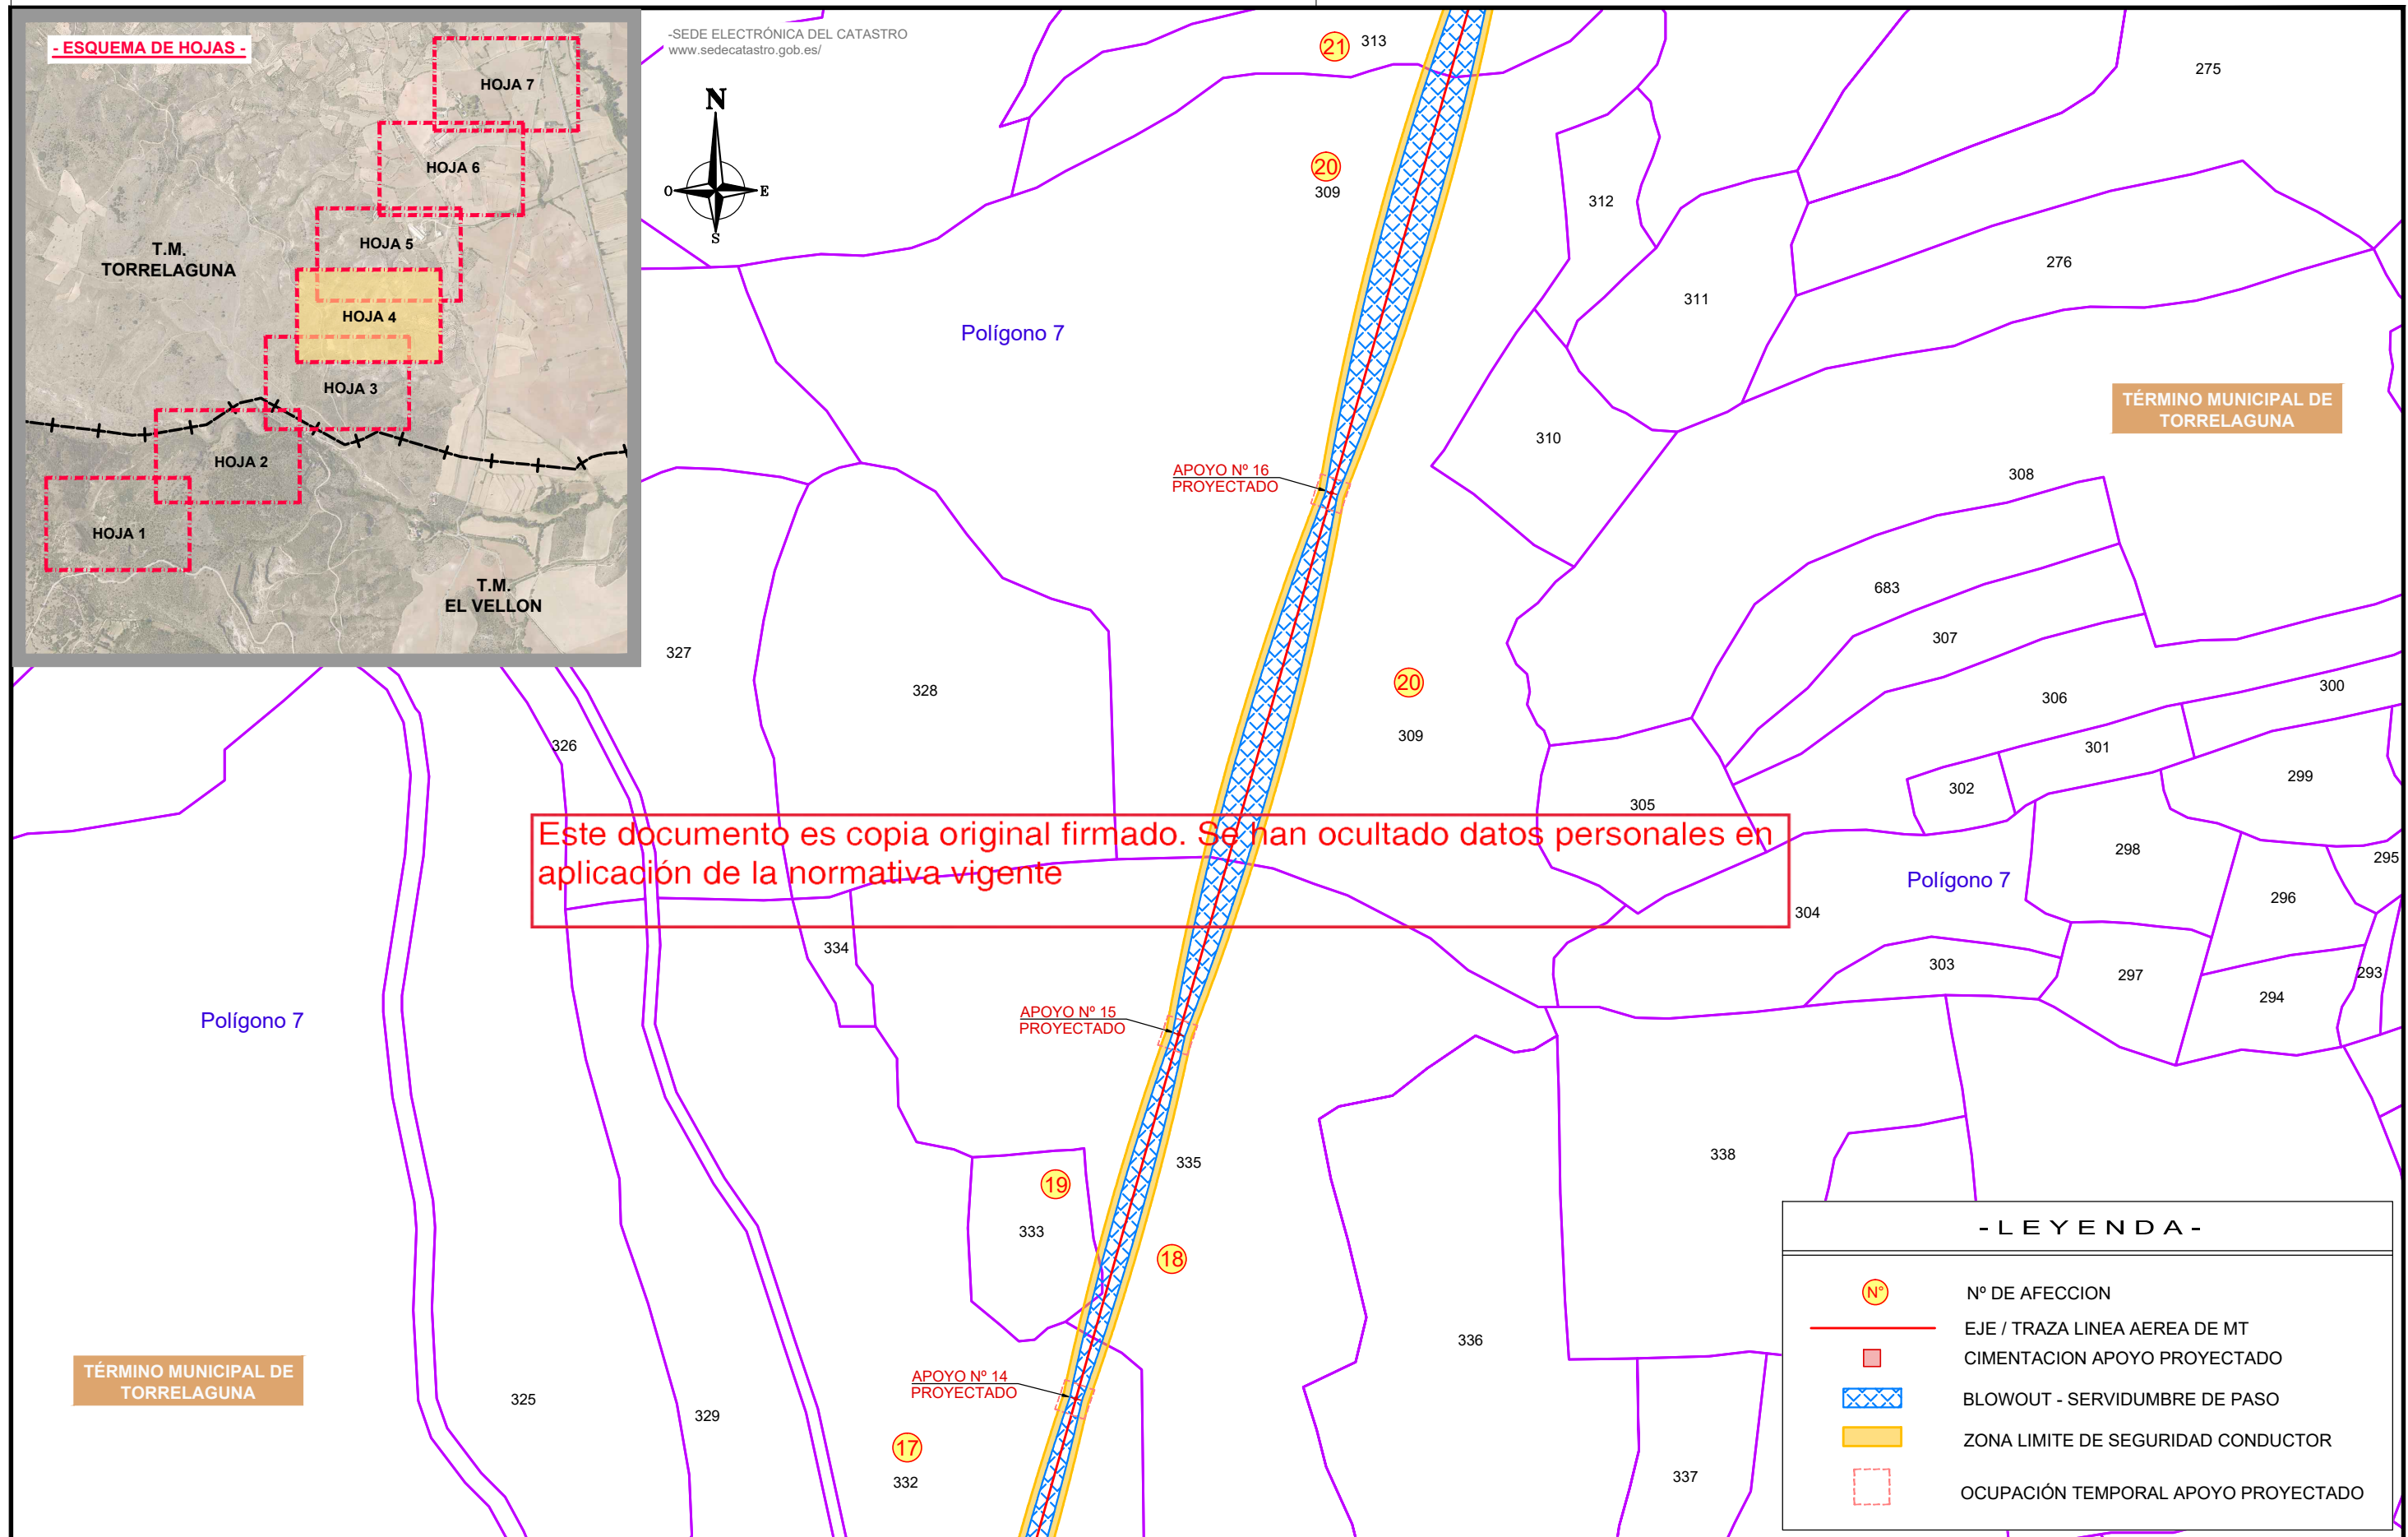 - ESQUEMA DE HOJAS -
HOJA 7
HOJA 6
HOJA 5
T.M.
TORRELAGUNA
HOJA 4
HOJA 3
HOJA 2
HOJA 1
T.M.
EL VELLON
-SEDE ELECTRÓNICA DEL CATASTRO
www.sedecatastro.gob.es/
N
O
E
S
21
313
275
20
309
312
276
311
Polígono 7
TÉRMINO MUNICIPAL DE
TORRELAGUNA
310
APOYO Nº 16
PROYECTADO
308
683
307
327
328
20
309
306
300
326
301
299
302
305
Este documento es copia original firmado. Se han ocultado datos personales en
aplicación de la normativa vigente
298
295
Polígono 7
296
304
334
303
297
293
294
Polígono 7
APOYO Nº 15
PROYECTADO
335
338
19
333
18
336
TÉRMINO MUNICIPAL DE
TORRELAGUNA
325
329
APOYO Nº 14
PROYECTADO
17
332
337
-LEYENDA-
Nº
Nº DE AFECCION
EJE / TRAZA LINEA AEREA DE MT
CIMENTACION APOYO PROYECTADO
BLOWOUT - SERVIDUMBRE DE PASO
ZONA LIMITE DE SEGURIDAD CONDUCTOR
OCUPACIÓN TEMPORAL APOYO PROYECTADO